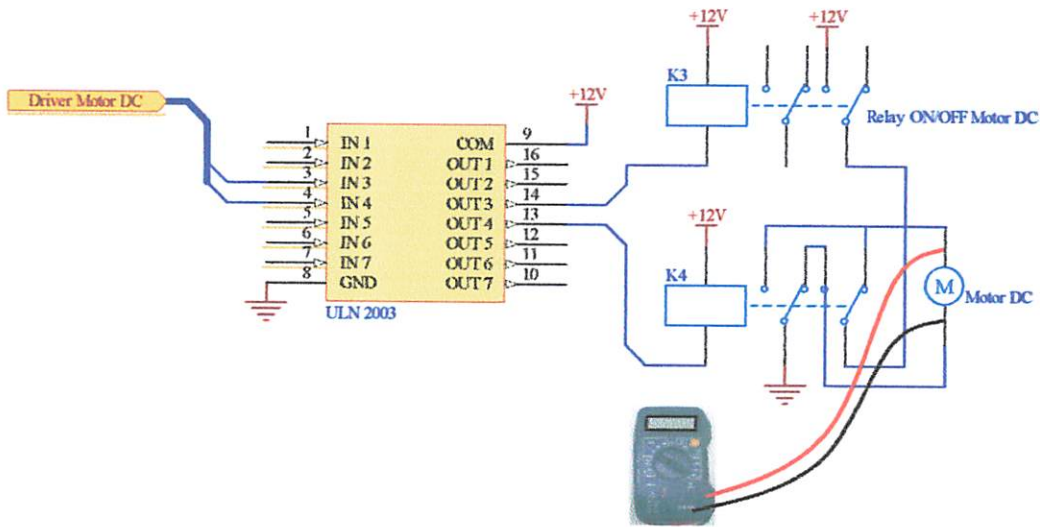 +12V
+12V
K3
Driver Motor DC
+12V
Relay ON/OFF Motor DC
1 IN 1 COM 9
2 IN 2 OUT 1 16
3 IN 3 OUT 2 15
4 IN 4 OUT 3 14
5 IN 5 OUT 4 13
6 IN 6 OUT 5 12
7 IN 7 OUT 6 11
8 GND OUT 7 10
ULN 2003
+12V
K4
M
Motor DC